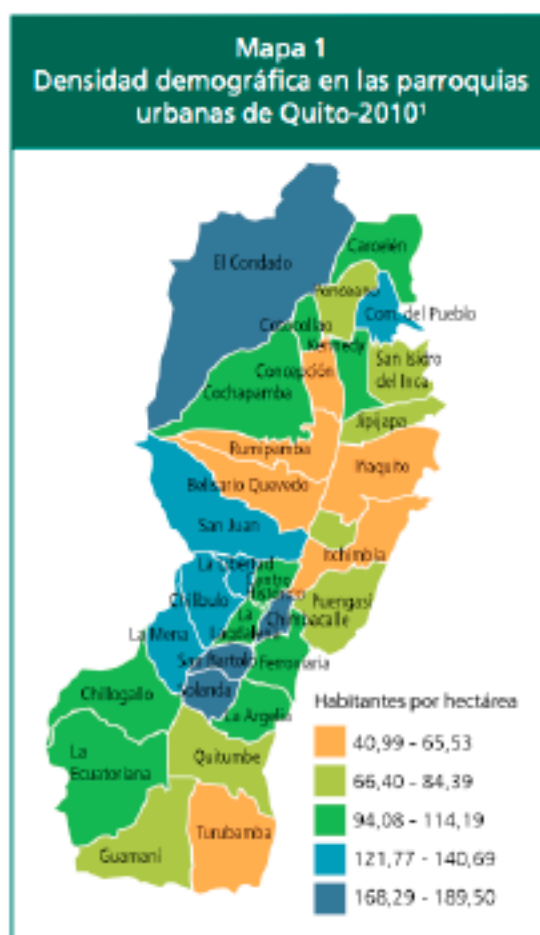 Mapa 1
Densidad demográfica en las parroquias
urbanas de Quito-2010¹
Carcelén
El Condado
Ponceano
Com. del Pueblo
Cotocollao
Kennedy
San Isidro
del Inca
Concepción
Cochapamba
Jipijapa
Rumipamba
Iñaquito
Belisario Quevedo
San Juan
Itchimbía
La Libertad
Centro
Histórico
Chilibulo
Puengasí
Chimbacalle
La
Magdalena
La Mena
San Bartolo
Ferroviaria
Solanda
Chillogallo
La Argelia
Habitantes por hectárea
40,99 - 65,53
66,40 - 84,39
94,08 - 114,19
121,77 - 140,69
168,29 - 189,50
La
Ecuatoriana
Quitumbe
Turubamba
Guamaní